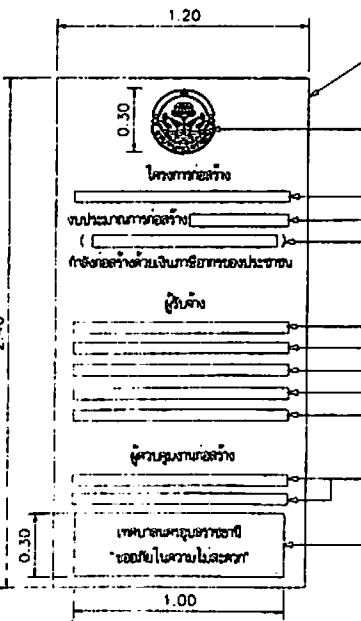 1.20
0.30
โครงการก่อสร้าง
งบประมาณการก่อสร้าง
( )
กำลังก่อสร้างด้วยเงินภาษีอากรของประชาชน
ผู้รับจ้าง
2.40
ผู้ควบคุมงานก่อสร้าง
0.30
เทศบาลนครอุบลราชธานี
"ขออภัยในความไม่สะดวก"
1.00